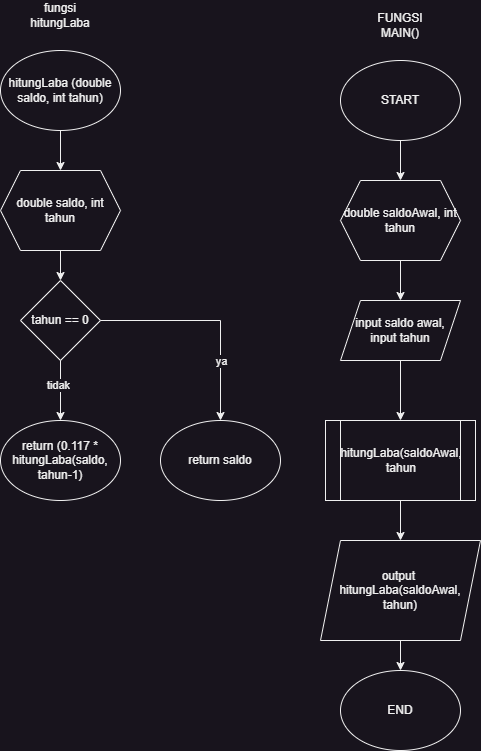 fungsi
hitungLaba
hitungLaba (double
saldo, int tahun)
double saldo, int
tahun
tahun == 0
tidak
ya
return (0.117 *
hitungLaba(saldo,
tahun-1)
return saldo
FUNGSI
MAIN()
START
double saldoAwal, int
tahun
input saldo awal,
input tahun
hitungLaba(saldoAwal,
tahun
output
hitungLaba(saldoAwal,
tahun)
END